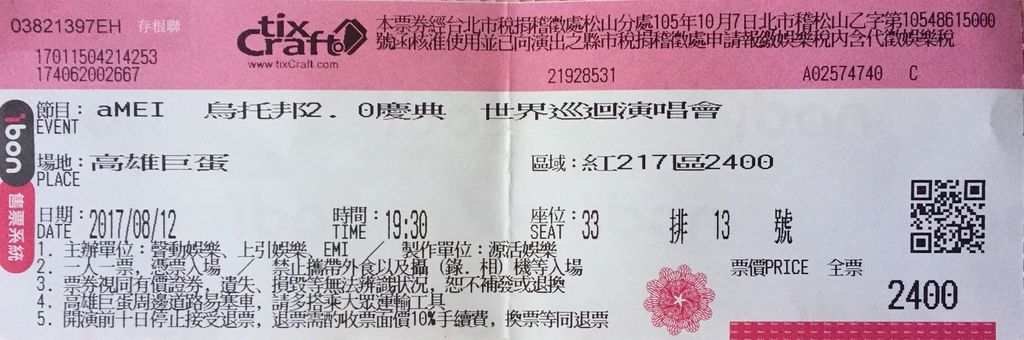 03821397EH 存根聯
17011504214253
174062002667
tix Craft
www.tixCraft.com
本票券經台北市稅捐稽徵處松山分處105年10月7日北市稽松山乙字第10548615000
號函核准使用並已向演出之縣市稅捐稽徵處申請報繳娛樂稅內含代徵娛樂稅
21928531
A02574740 C
ibon 售票系統
節目：aMEI 烏托邦2.0慶典 世界巡迴演唱會
EVENT
場地：高雄巨蛋
PLACE
區域：紅217區2400
日期：2017/08/12
DATE
時間：19:30
TIME
座位：33 排 13 號
SEAT
1. 主辦單位：聲動娛樂、上引娛樂、EMI ／ 製作單位：源活娛樂
2. 一人一票，憑票入場 ／ 禁止攜帶外食以及攝（錄．相）機等入場
3. 票券視同有價證券，遺失、損毀等無法辨識狀況，恕不補發或退換
4. 高雄巨蛋周邊道路易塞車，請多搭乘大眾運輸工具
5. 開演前十日停止接受退票，退票需酌收票面價10%手續費，換票等同退票
票價PRICE 全票
2400